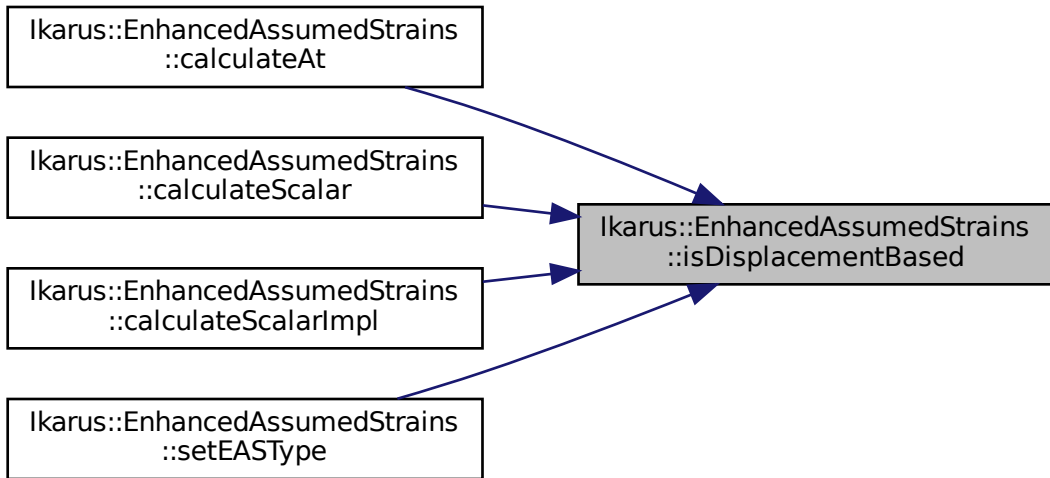 Ikarus::EnhancedAssumedStrains
::calculateAt
Ikarus::EnhancedAssumedStrains
::calculateScalar
Ikarus::EnhancedAssumedStrains
::isDisplacementBased
Ikarus::EnhancedAssumedStrains
::calculateScalarImpl
Ikarus::EnhancedAssumedStrains
::setEASType